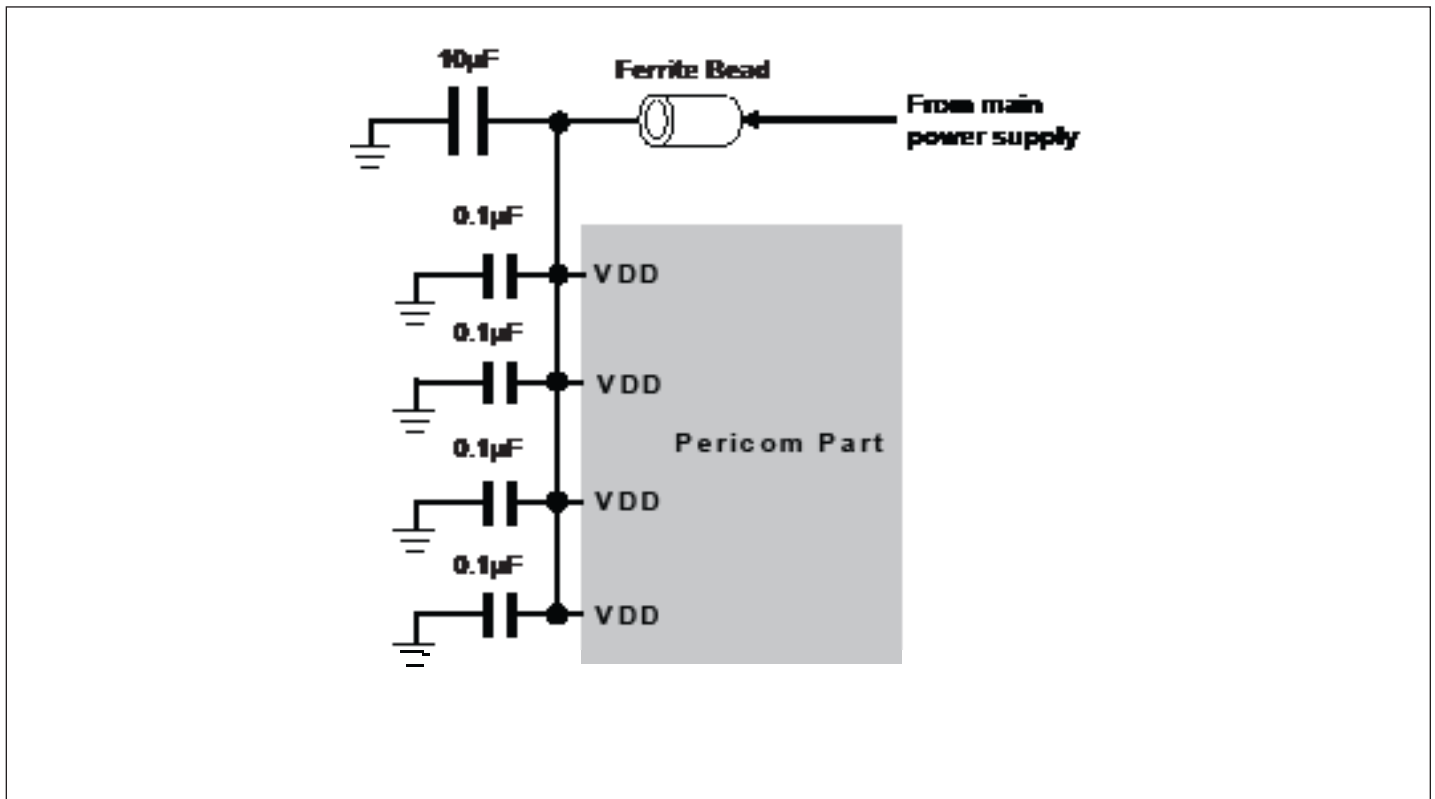 10µF
Ferrite Bead
From main
power supply
0.1µF
VDD
0.1µF
VDD
Pericom Part
0.1µF
VDD
0.1µF
VDD